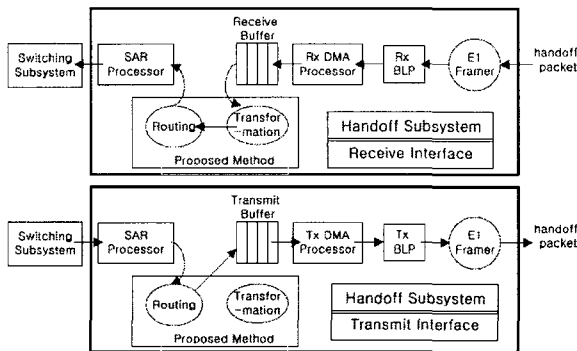 Receive
Buffer
Switching
Subsystem
SAR
Processor
Rx DMA
Processor
Rx
BLP
E1
Framer
handoff
packet
Routing
Transfor
-mation
Proposed Method
Handoff Subsystem
Receive Interface
Transmit
Buffer
Switching
Subsystem
SAR
Processor
Tx DMA
Processor
Tx
BLP
E1
Framer
handoff
packet
Routing
Transfor
-mation
Proposed Method
Handoff Subsystem
Transmit Interface